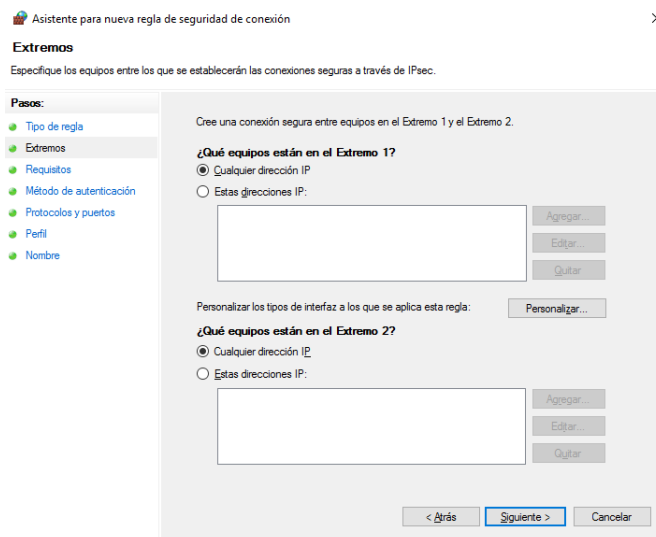 Asistente para nueva regla de seguridad de conexión
Extremos
Especifique los equipos entre los que se establecerán las conexiones seguras a través de IPsec.
Pasos:
Tipo de regla
Extremos
Requisitos
Método de autenticación
Protocolos y puertos
Perfil
Nombre
Cree una conexión segura entre equipos en el Extremo 1 y el Extremo 2.
¿Qué equipos están en el Extremo 1?
Cualquier dirección IP
Estas direcciones IP:
Agregar...
Editar...
Quitar
Personalizar los tipos de interfaz a los que se aplica esta regla:
Personalizar...
¿Qué equipos están en el Extremo 2?
Cualquier dirección IP
Estas direcciones IP:
Agregar...
Editar...
Quitar
< Atrás
Siguiente >
Cancelar